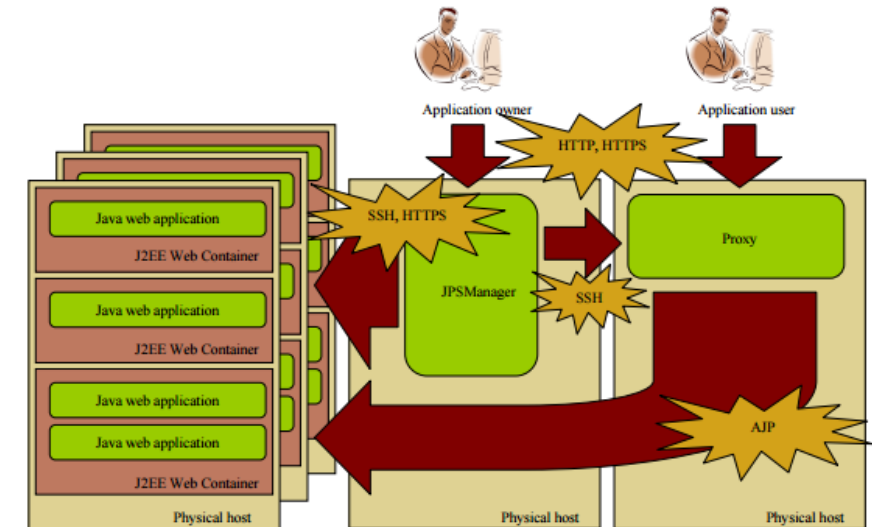 Application owner
Application user
HTTP, HTTPS
SSH, HTTPS
Java web application
J2EE Web Container
Java web application
J2EE Web Container
Java web application
Java web application
J2EE Web Container
Physical host
JPSManager
SSH
Physical host
Proxy
AJP
Physical host